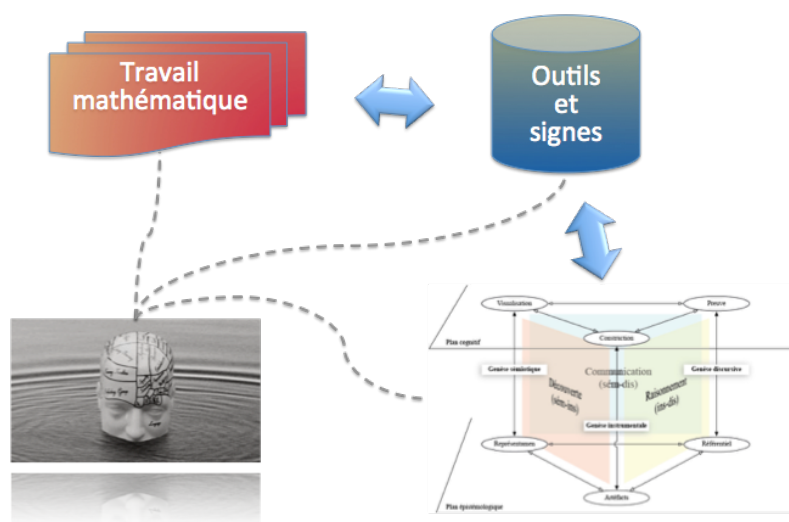 Travail
mathématique
Outils
et
signes
Visualisation
Preuve
Construction
Plan cognitif
Genèse sémiotique
Communication
(sém-dis)
Genèse discursive
Découverte
(sém-ins)
Raisonnement
(ins-dis)
Genèse instrumentale
Représentamen
Référentiel
Artéfacts
Plan épistémologique